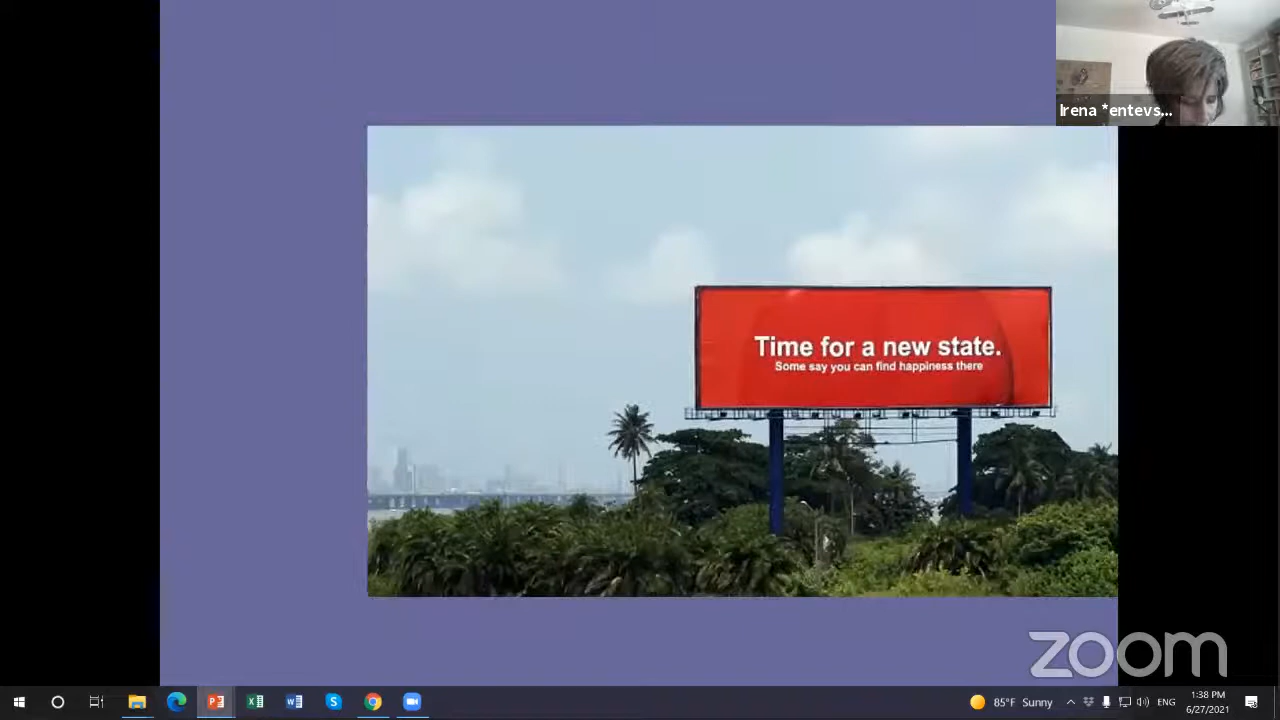 Irena *entevs...
Time for a new state.
Some say you can find happiness there
zoom
85°F Sunny
ENG
1:38 PM
6/27/2021